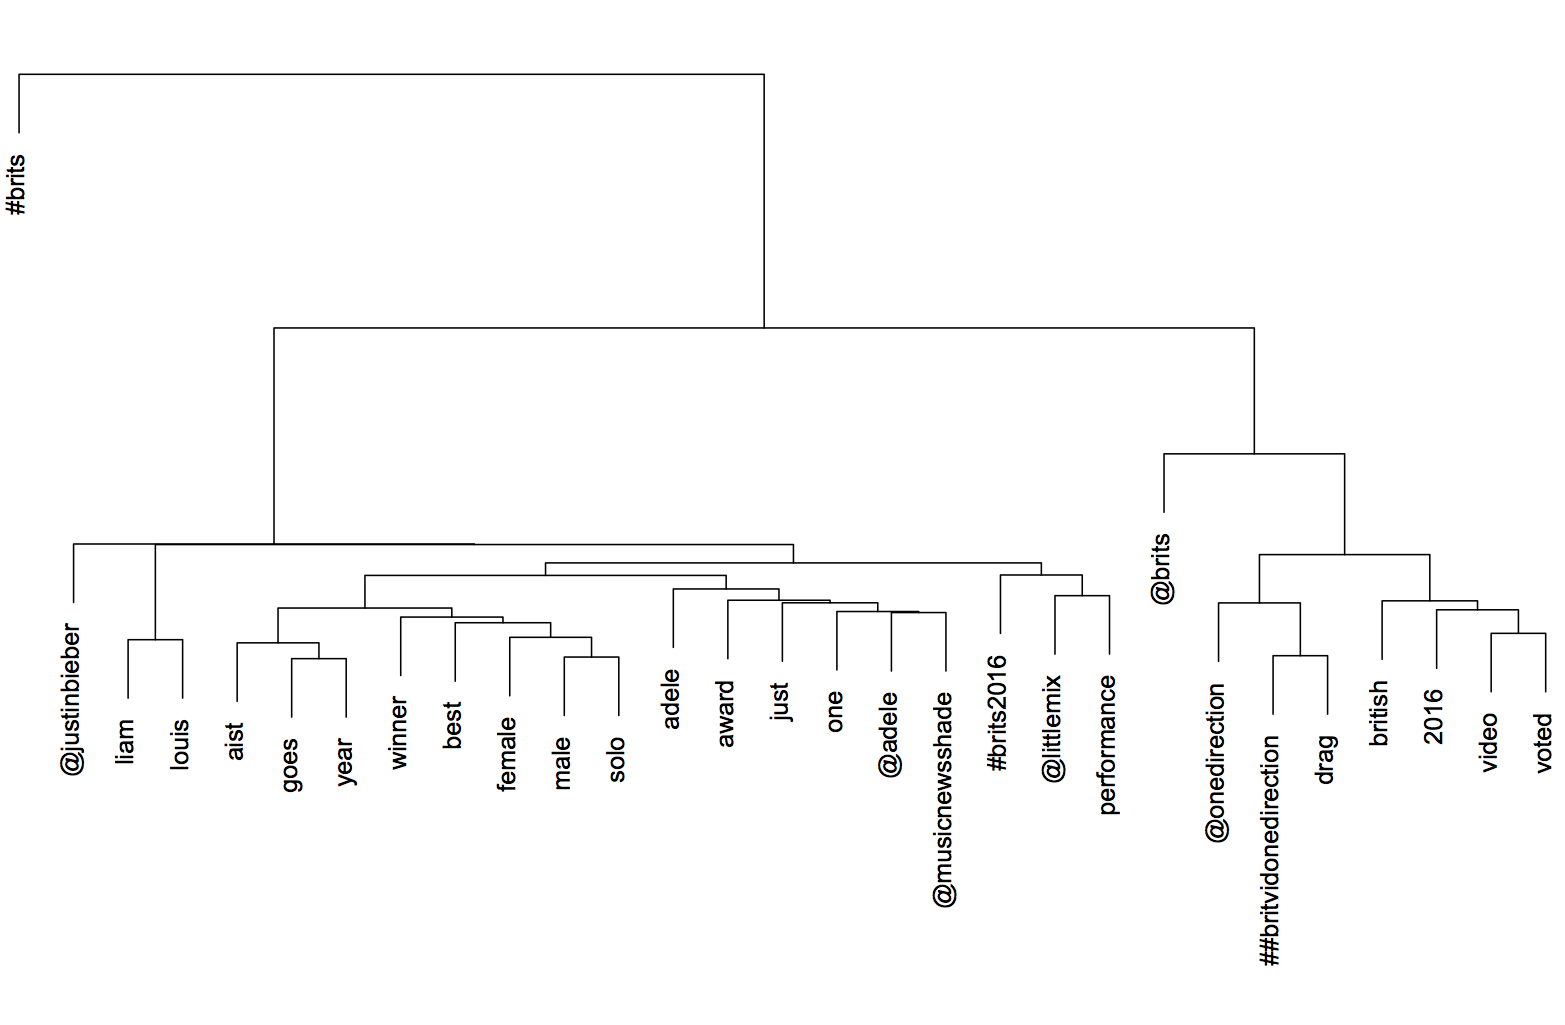 #brits
@justinbieber
liam
louis
aist
goes
year
winner
best
female
male
solo
adele
award
just
one
@adele
@musicnewsshade
#brits2016
@littlemix
performance
@brits
@onedirection
##britvidonedirection
drag
british
2016
video
voted